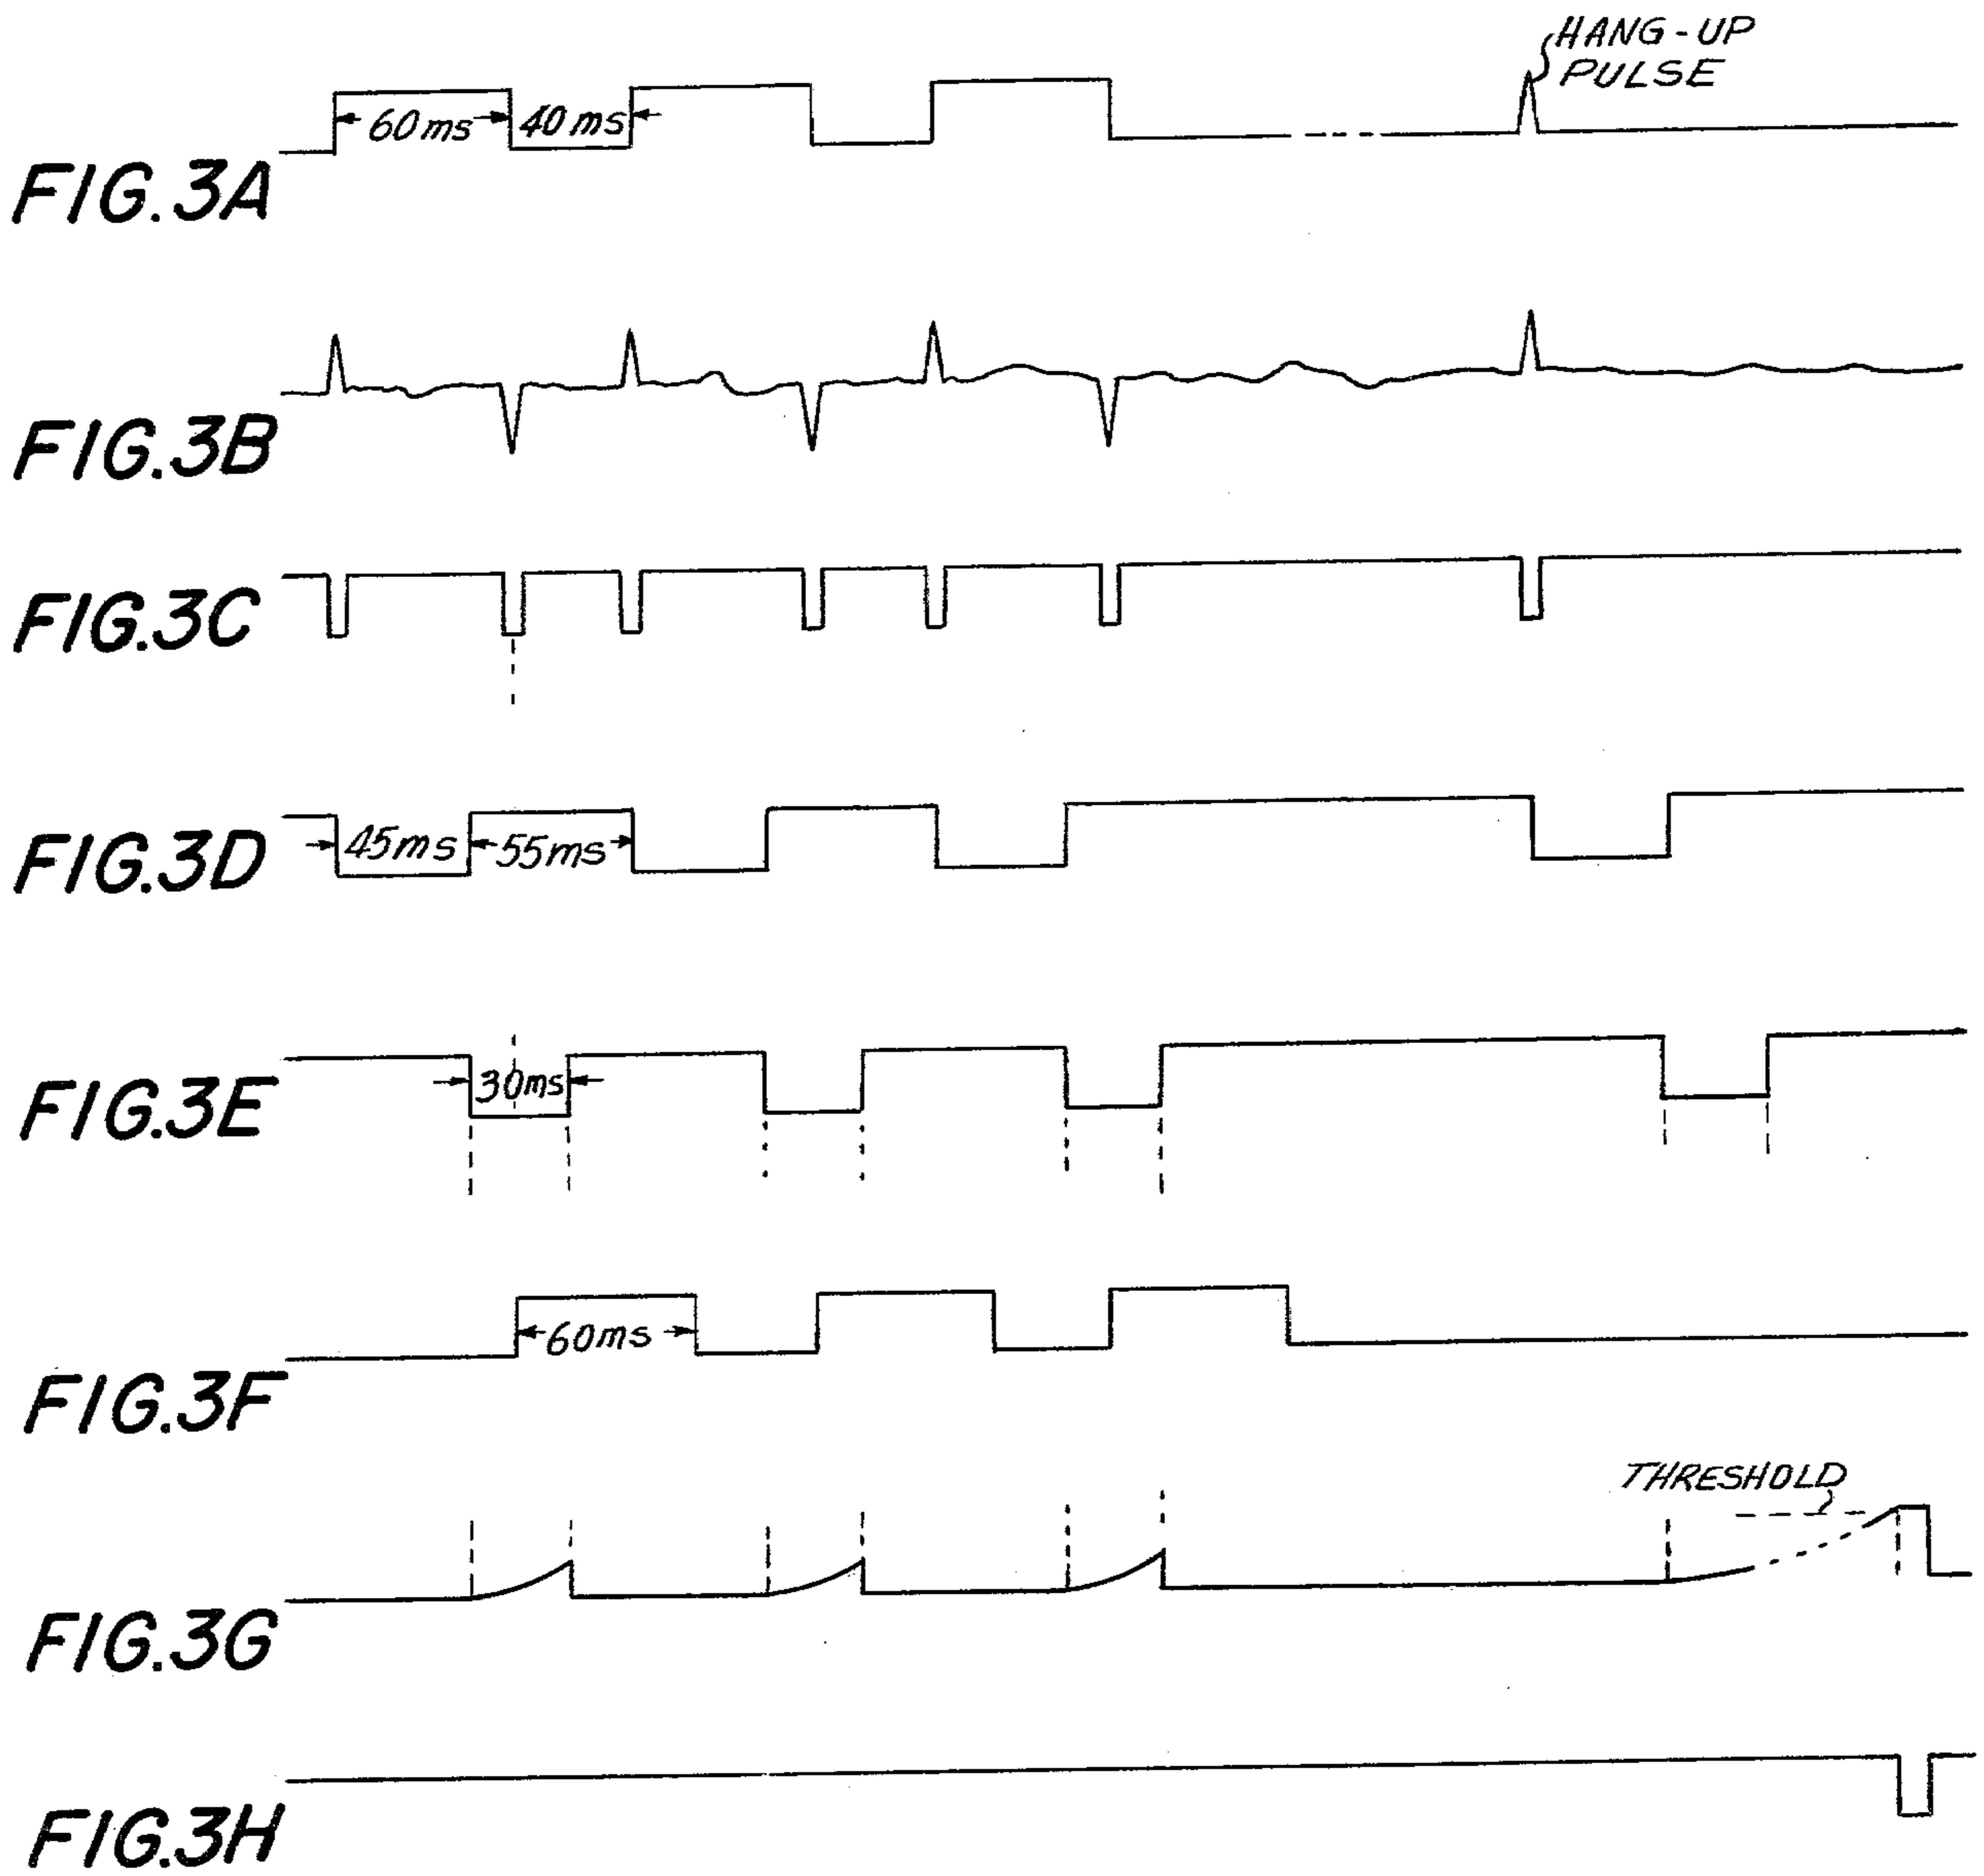 HANG-UP
PULSE
60ms
40ms
FIG.3A
FIG.3B
FIG.3C
45ms
55ms
FIG.3D
30ms
FIG.3E
60ms
FIG.3F
THRESHOLD
FIG.3G
FIG.3H